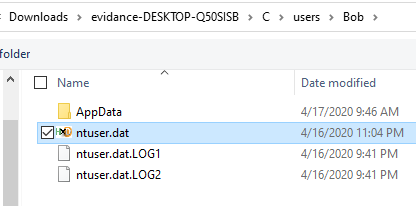 Downloads > evidance-DESKTOP-Q50SISB > C > users > Bob >
folder
Name Date modified
AppData 4/17/2020 9:46 AM
ntuser.dat 4/16/2020 11:04 PM
ntuser.dat.LOG1 4/16/2020 9:41 PM
ntuser.dat.LOG2 4/16/2020 9:41 PM